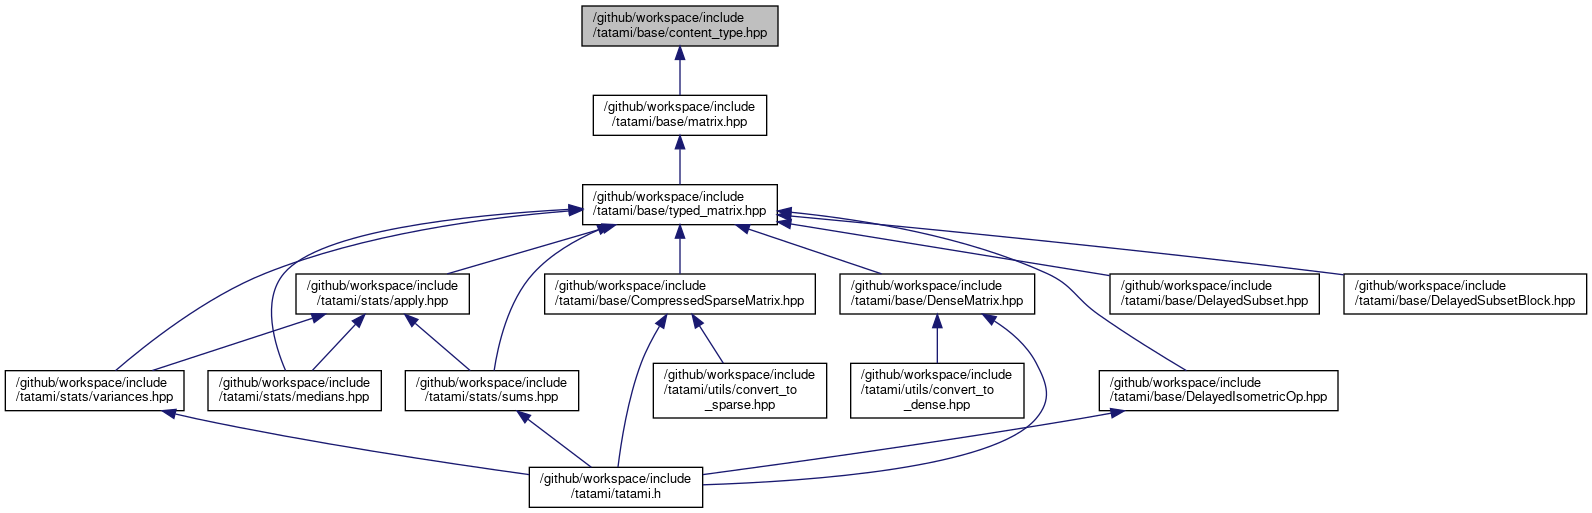 /github/workspace/include
/tatami/base/content_type.hpp
/github/workspace/include
/tatami/base/matrix.hpp
/github/workspace/include
/tatami/base/typed_matrix.hpp
/github/workspace/include
/tatami/stats/apply.hpp
/github/workspace/include
/tatami/base/CompressedSparseMatrix.hpp
/github/workspace/include
/tatami/base/DenseMatrix.hpp
/github/workspace/include
/tatami/base/DelayedSubset.hpp
/github/workspace/include
/tatami/base/DelayedSubsetBlock.hpp
/github/workspace/include
/tatami/stats/variances.hpp
/github/workspace/include
/tatami/stats/medians.hpp
/github/workspace/include
/tatami/stats/sums.hpp
/github/workspace/include
/tatami/utils/convert_to
_sparse.hpp
/github/workspace/include
/tatami/utils/convert_to
_dense.hpp
/github/workspace/include
/tatami/base/DelayedIsometricOp.hpp
/github/workspace/include
/tatami/tatami.h